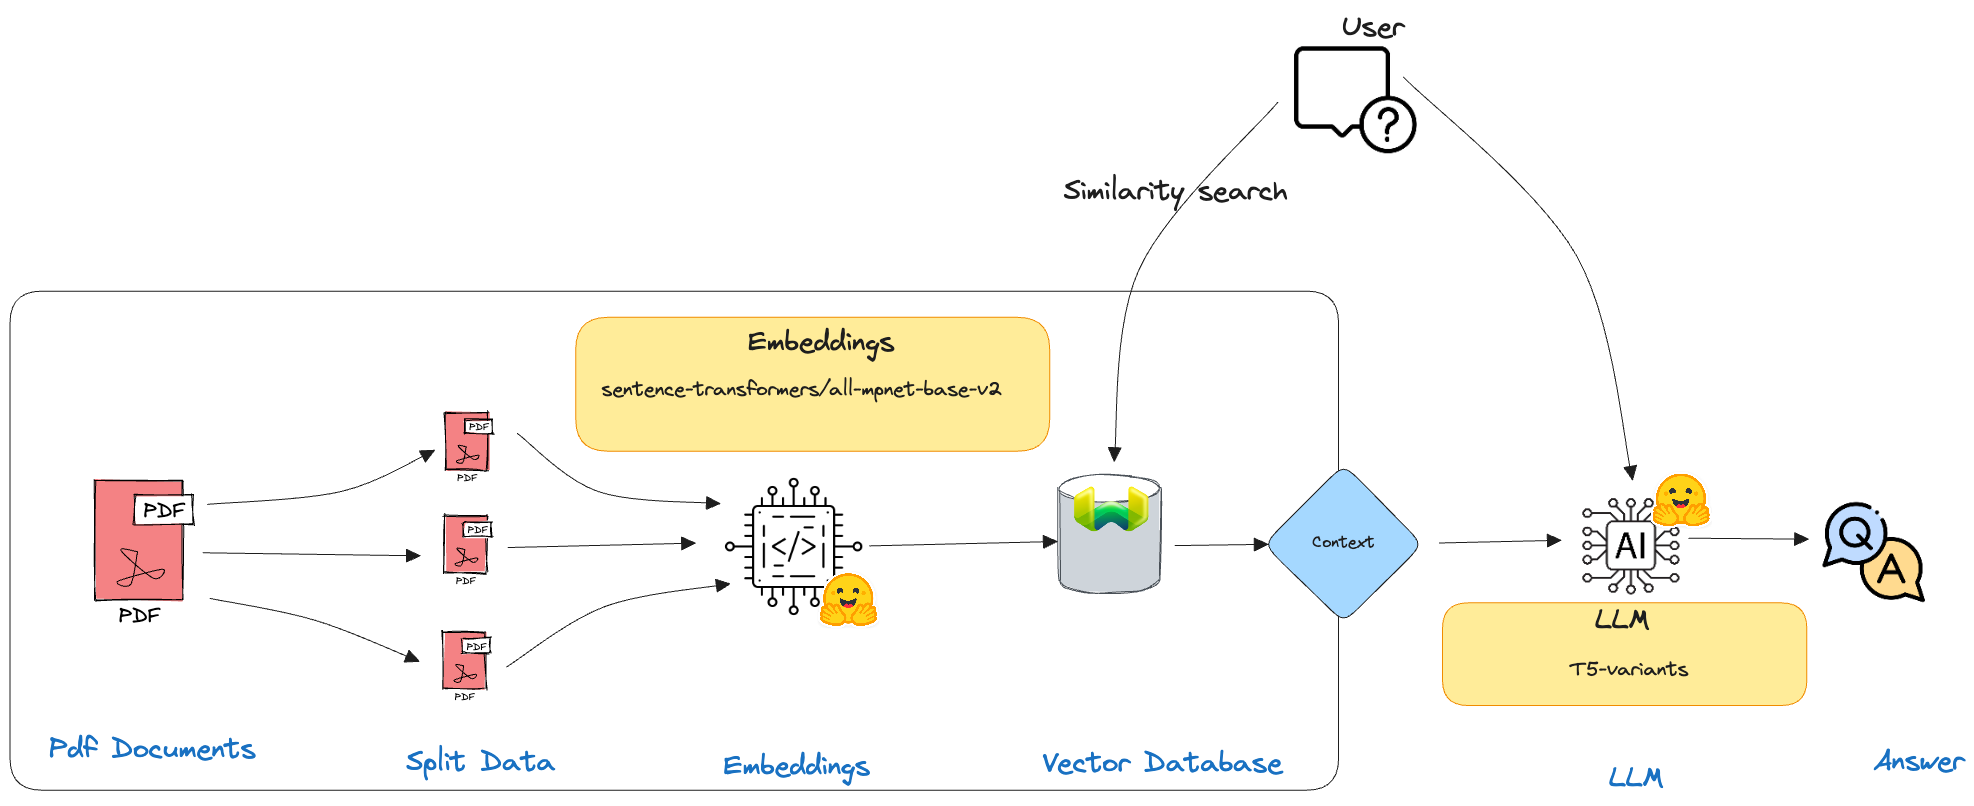 User
Similarity search
Embeddings
sentence-transformers/all-mpnet-base-v2
PDF
PDF
PDF
PDF
PDF
PDF
PDF
PDF
</>
Context
AI
Q
A
LLM
T5-variants
Pdf Documents
Split Data
Embeddings
Vector Database
LLM
Answer